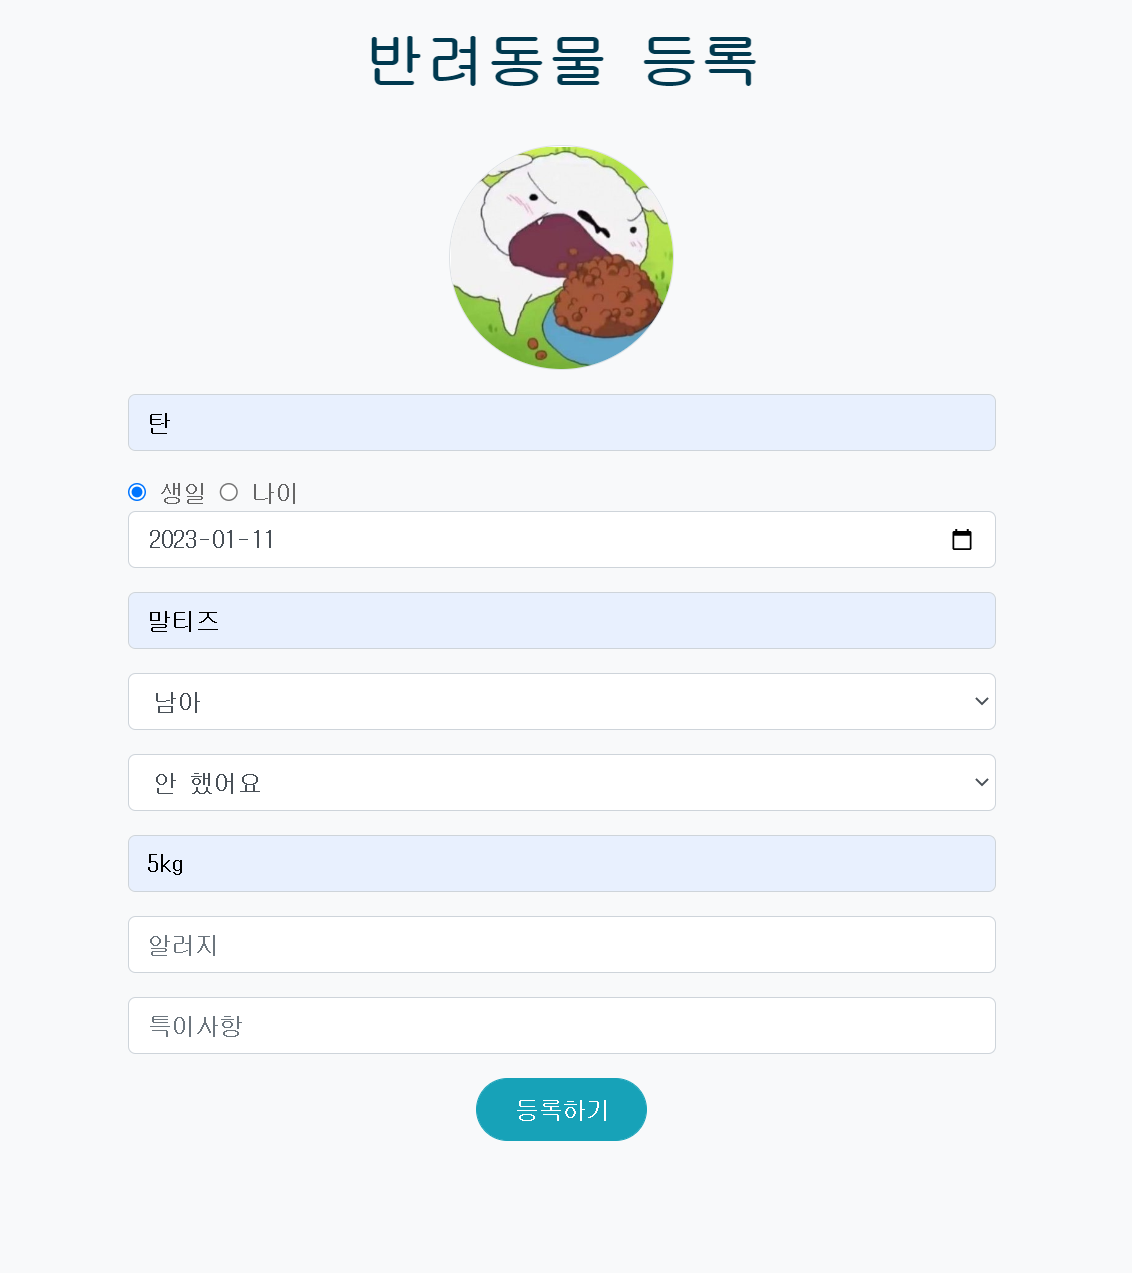 반려동물 등록
탄
생일 나이
2023-01-11
말티즈
남아
안 했어요
5kg
알러지
특이사항
등록하기